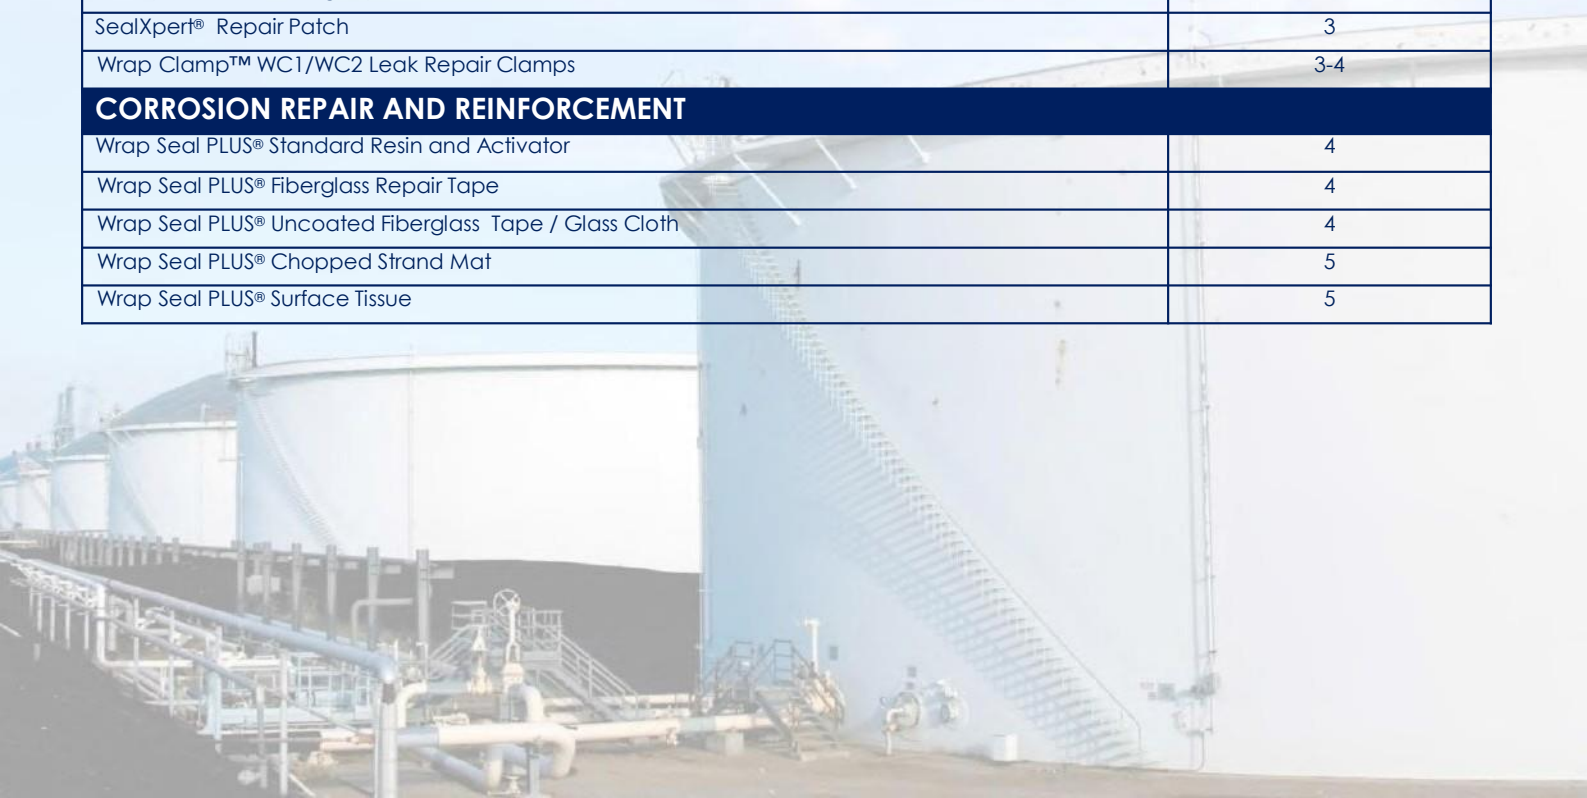 SealXpert® Repair Patch 3
Wrap Clamp™ WC1/WC2 Leak Repair Clamps 3-4
CORROSION REPAIR AND REINFORCEMENT
Wrap Seal PLUS® Standard Resin and Activator 4
Wrap Seal PLUS® Fiberglass Repair Tape 4
Wrap Seal PLUS® Uncoated Fiberglass Tape / Glass Cloth 4
Wrap Seal PLUS® Chopped Strand Mat 5
Wrap Seal PLUS® Surface Tissue 5